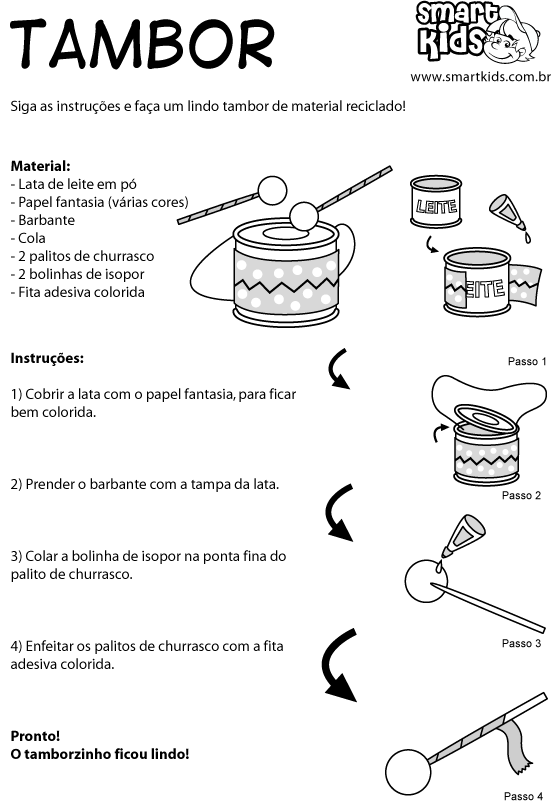 TAMBOR
smart
kids
www.smartkids.com.br
Siga as instruções e faça um lindo tambor de material reciclado!
Material:
- Lata de leite em pó
- Papel fantasia (várias cores)
- Barbante
- Cola
- 2 palitos de churrasco
- 2 bolinhas de isopor
- Fita adesiva colorida
LEITE
EITE
Passo 1
Instruções:
1) Cobrir a lata com o papel fantasia, para ficar
bem colorida.
2) Prender o barbante com a tampa da lata.
Passo 2
3) Colar a bolinha de isopor na ponta fina do
palito de churrasco.
Passo 3
4) Enfeitar os palitos de churrasco com a fita
adesiva colorida.
Pronto!
O tamborzinho ficou lindo!
Passo 4